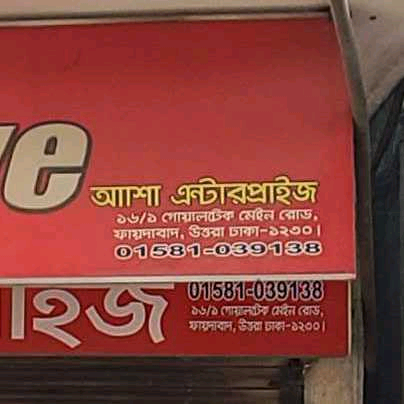 ve
আাশা এন্টারপ্রাইজ
১৬/১ গোয়ালটেক মেইন রোড,
ফায়দাবাদ, উত্তরা ঢাকা-১২৩০।
01581-039138
াইজ
01581-039138
১৬/১ গোয়ালটেক মেইন রোড,
ফায়দাবাদ, উত্তরা ঢাকা-১২৩০।